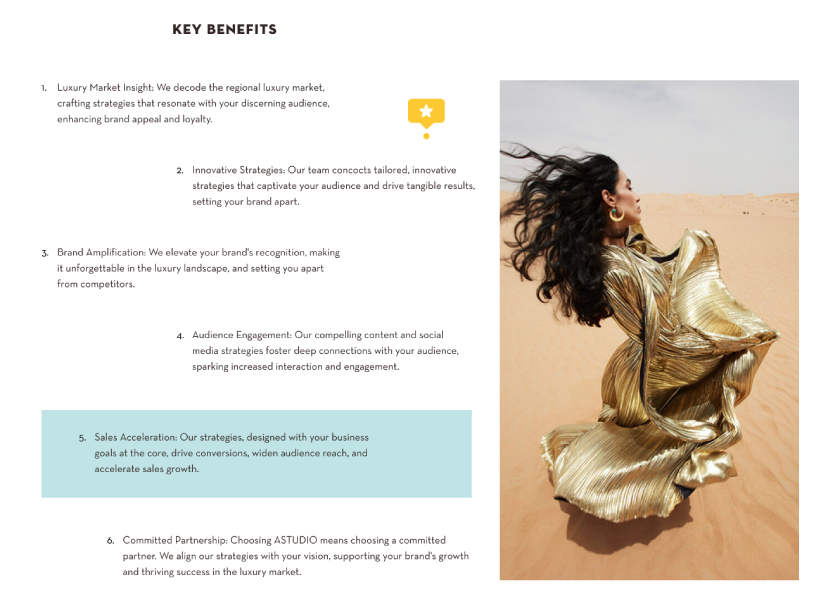 KEY BENEFITS
1. Luxury Market Insight: We decode the regional luxury market,
crafting strategies that resonate with your discerning audience,
enhancing brand appeal and loyalty.
2. Innovative Strategies: Our team concocts tailored, innovative
strategies that captivate your audience and drive tangible results,
setting your brand apart.
3. Brand Amplification: We elevate your brand's recognition, making
it unforgettable in the luxury landscape, and setting you apart
from competitors.
4. Audience Engagement: Our compelling content and social
media strategies foster deep connections with your audience,
sparking increased interaction and engagement.
5. Sales Acceleration: Our strategies, designed with your business
goals at the core, drive conversions, widen audience reach, and
accelerate sales growth.
6. Committed Partnership: Choosing ASTUDIO means choosing a committed
partner. We align our strategies with your vision, supporting your brand's growth
and thriving success in the luxury market.